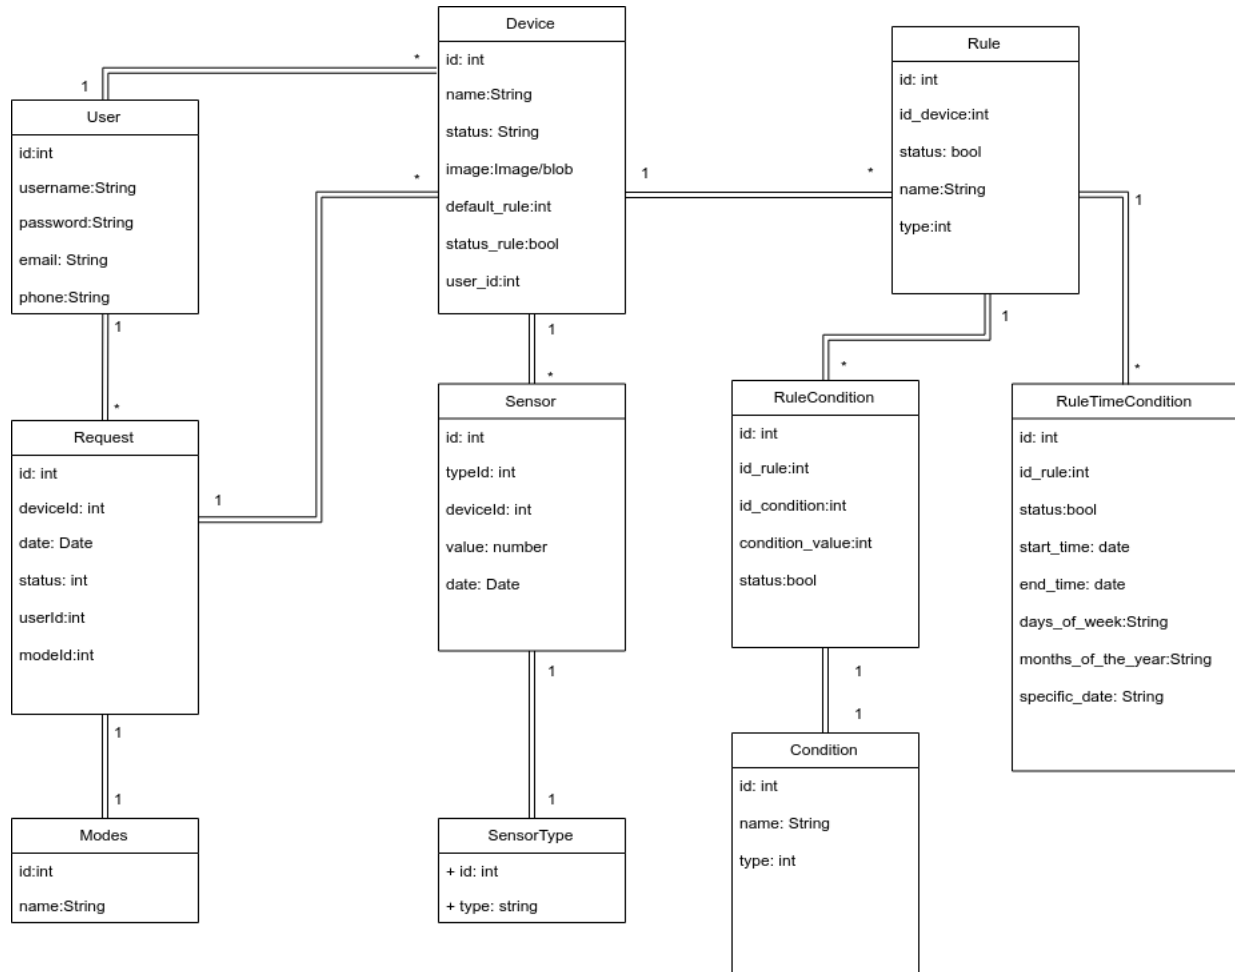 Device
id: int
name:String
status: String
image:Image/blob
default_rule:int
status_rule:bool
user_id:int
*
1
User
id:int
username:String
password:String
email: String
phone:String
*
1
*
Rule
id: int
id_device:int
status: bool
name:String
type:int
1
*
1
1
*
Request
id: int
deviceId: int
date: Date
status: int
userId:int
modeId:int
1
1
*
Sensor
id: int
typeId: int
deviceId: int
value: number
date: Date
1
*
RuleCondition
id: int
id_rule:int
id_condition:int
condition_value:int
status:bool
*
RuleTimeCondition
id: int
id_rule:int
status:bool
start_time: date
end_time: date
days_of_week:String
months_of_the_year:String
specific_date: String
1
1
Modes
id:int
name:String
1
1
SensorType
+ id: int
+ type: string
1
1
Condition
id: int
name: String
type: int